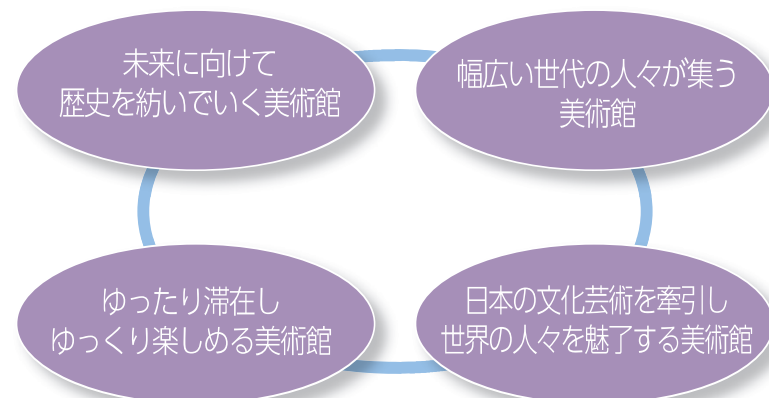 未来に向けて
歴史を紡いでいく美術館
幅広い世代の人々が集う
美術館
ゆったり滞在し
ゆっくり楽しめる美術館
日本の文化芸術を牽引し
世界の人々を魅了する美術館